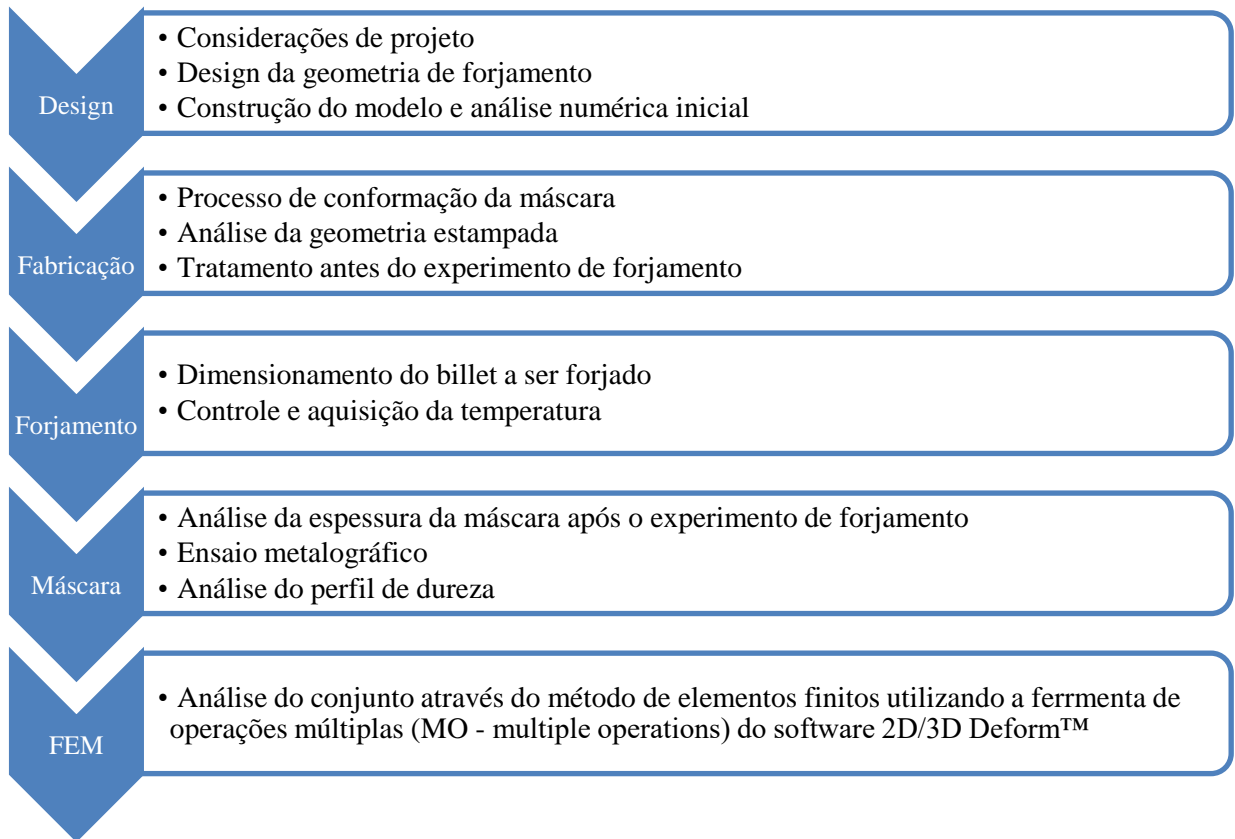 Design
• Considerações de projeto
• Design da geometria de forjamento
• Construção do modelo e análise numérica inicial
Fabricação
• Processo de conformação da máscara
• Análise da geometria estampada
• Tratamento antes do experimento de forjamento
Forjamento
• Dimensionamento do billet a ser forjado
• Controle e aquisição da temperatura
Máscara
• Análise da espessura da máscara após o experimento de forjamento
• Ensaio metalográfico
• Análise do perfil de dureza
FEM
• Análise do conjunto através do método de elementos finitos utilizando a ferrmenta de
operações múltiplas (MO - multiple operations) do software 2D/3D Deform™